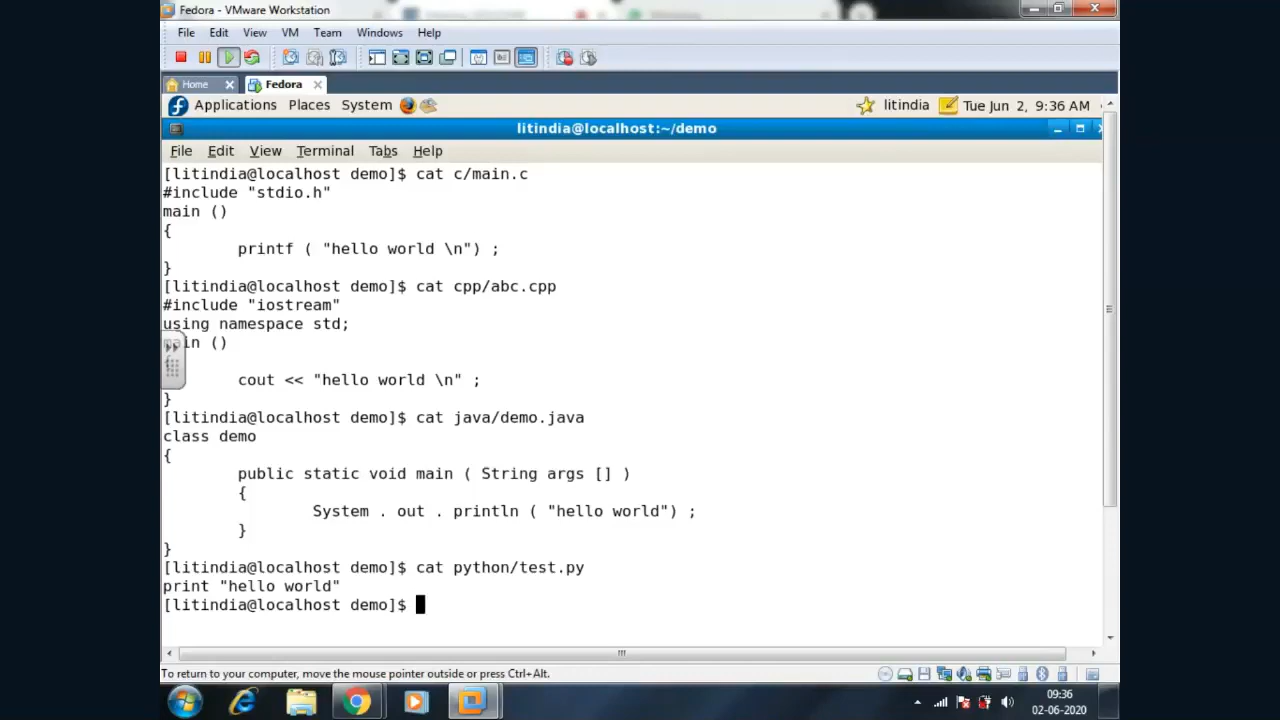 Fedora - VMware Workstation
File Edit View VM Team Windows Help
Home Fedora
Applications Places System litindia Tue Jun 2, 9:36 AM
litindia@localhost:~/demo
File Edit View Terminal Tabs Help
[litindia@localhost demo]$ cat c/main.c
#include "stdio.h"
main ()
{
printf ( "hello world \n") ;
}
[litindia@localhost demo]$ cat cpp/abc.cpp
#include "iostream"
using namespace std;
main ()
{
cout << "hello world \n" ;
}
[litindia@localhost demo]$ cat java/demo.java
class demo
{
public static void main ( String args [] )
{
System . out . println ( "hello world") ;
}
}
[litindia@localhost demo]$ cat python/test.py
print "hello world"
[litindia@localhost demo]$
To return to your computer, move the mouse pointer outside or press Ctrl+Alt.
09:36
02-06-2020